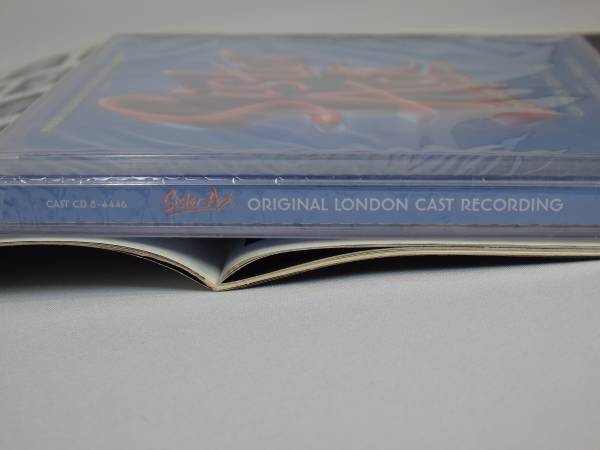 CAST CD 8-4446 Sister Act ORIGINAL LONDON CAST RECORDING